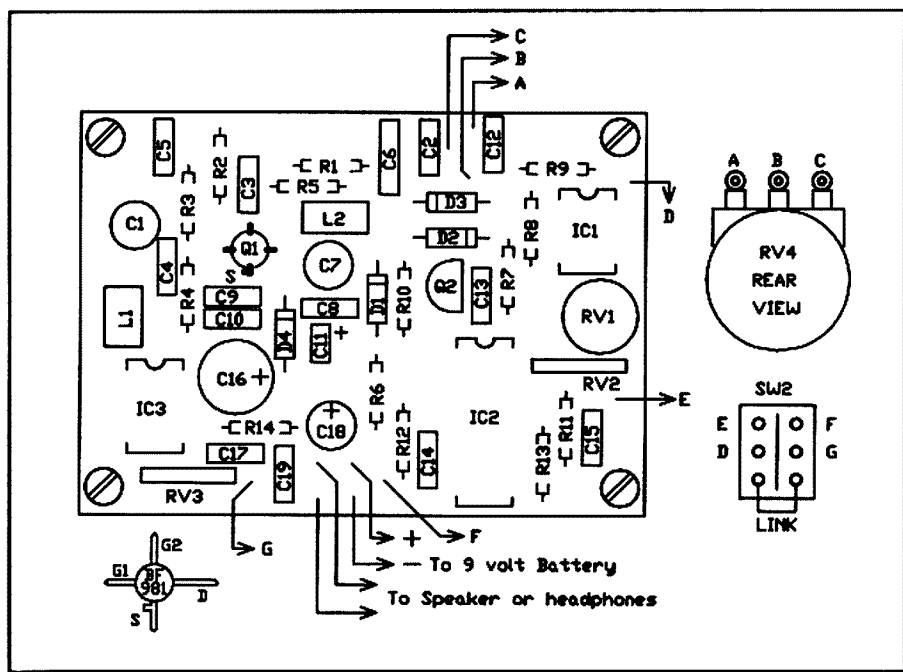 C
B
A
C5
R2
C3
R1
R5
C6
C2
C12
R9
D
A B C
R3
C1
C4
Q1
S
L2
D3
D2
R8
IC1
RV4
REAR
VIEW
C7
R4
C9
C10
L1
C8
D1
R10
Q2
C13
R7
RV1
D4
C11
+
C16
+
R6
RV2
E
SW2
IC3
R14
+
C18
R12
IC2
R11
C15
E F
D G
C17
C19
C14
R13
RV3
LINK
G
+
F
- To 9 volt Battery
To Speaker or headphones
G2
G1
BF
981
D
S